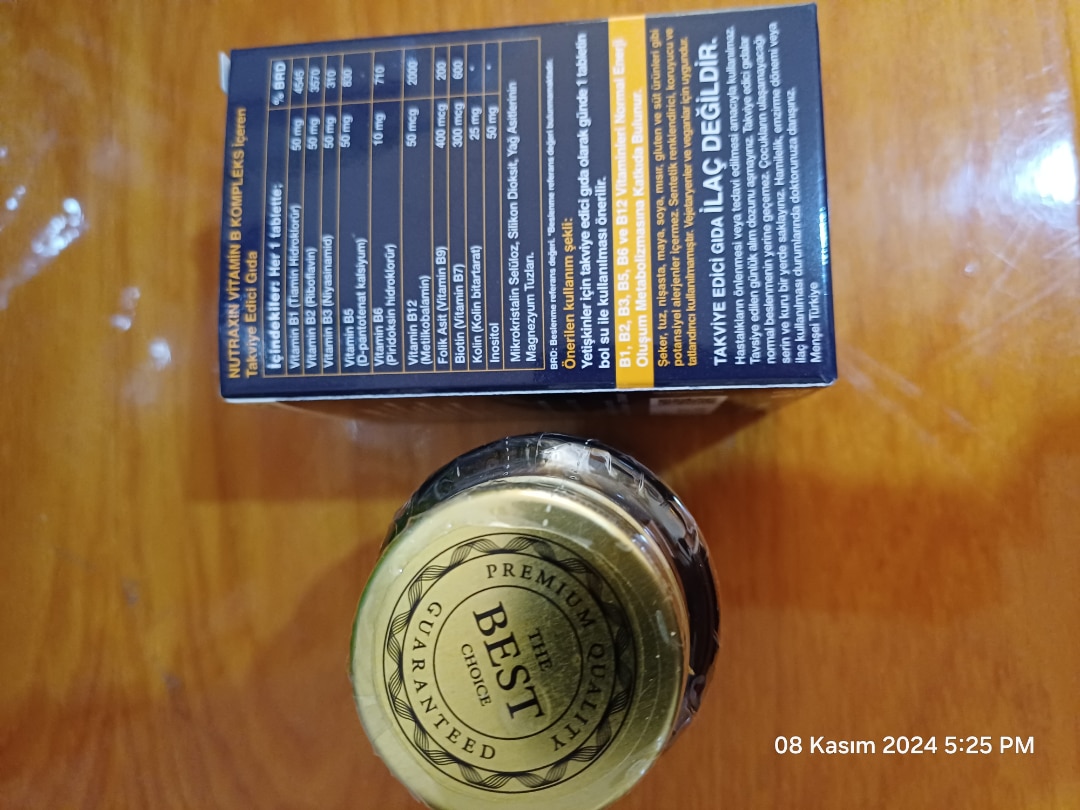 NUTRAXIN VİTAMİN B KOMPLEKS İçeren
Takviye Edici Gıda
İçindekiler: Her 1 tablette; % BRD
Vitamin B1 (Tiamin Hidroklorür) 50 mg 4545
Vitamin B2 (Riboflavin) 50 mg 3570
Vitamin B3 (Niyasinamid) 50 mg 310
Vitamin B5 50 mg 830
(D-pantotenat kalsiyum)
Vitamin B6 10 mg 710
(Piridoksin hidroklorür)
Vitamin B12 50 mcg 2000
(Metilkobalamin)
Folik Asit (Vitamin B9) 400 mcg 200
Biotin (Vitamin B7) 300 mcg 600
Kolin (Kolin bitartarat) 25 mg *
İnositol 50 mg *
Mikrokristalin Selüloz, Silikon Dioksit, Yağ Asitlerinin
Magnezyum Tuzları.
BRD: Beslenme referans değeri. *Beslenme referans değeri bulunmamaktadır.
Önerilen kullanım şekli:
Yetişkinler için takviye edici gıda olarak günde 1 tabletin
bol su ile kullanılması önerilir.
B1, B2, B3, B5, B6 ve B12 Vitaminleri Normal Enerji
Oluşum Metabolizmasına Katkıda Bulunur.
Şeker, tuz, nişasta, maya, soya, mısır, gluten ve süt ürünleri gibi
potansiyel alerjenler içermez. Sentetik renklendirici, koruyucu ve
tatlandırıcı kullanılmamıştır. Vejetaryenler ve veganlar için uygundur.
TAKVİYE EDİCİ GIDA İLAÇ DEĞİLDİR.
Hastalıkların önlenmesi veya tedavi edilmesi amacıyla kullanılmaz.
Tavsiye edilen günlük alım dozunu aşmayınız. Takviye edici gıdalar
normal beslenmenin yerine geçemez. Çocukların ulaşamayacağı
serin ve kuru bir yerde saklayınız. Hamilelik, emzirme dönemi veya
ilaç kullanılması durumlarında doktorunuza danışınız.
Menşei Türkiye
PREMIUM QUALITY
THE
BEST
CHOICE
GUARANTEED
08 Kasım 2024 5:25 PM